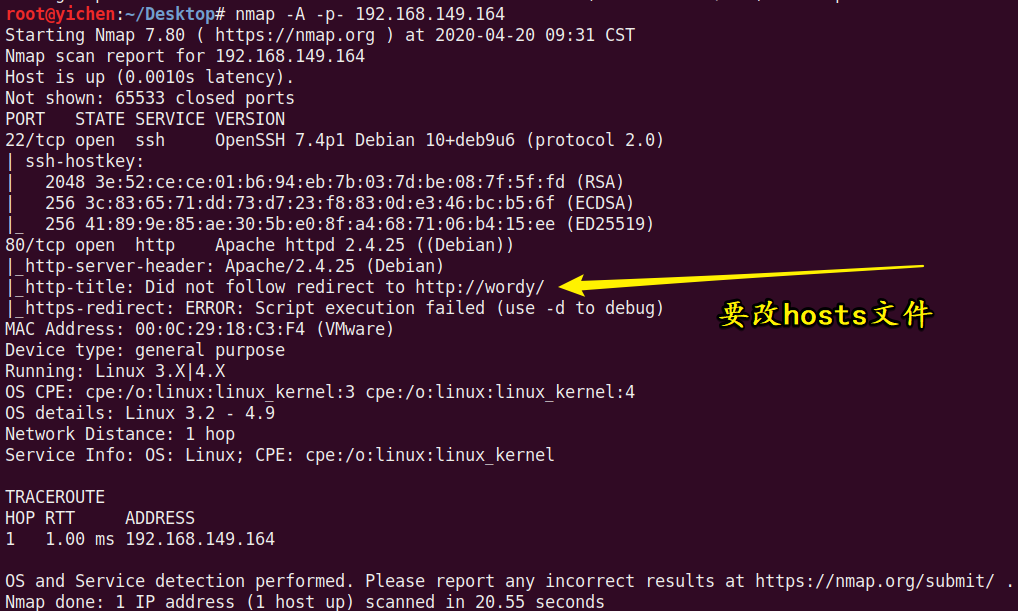 root@yichen:~/Desktop# nmap -A -p- 192.168.149.164
Starting Nmap 7.80 ( https://nmap.org ) at 2020-04-20 09:31 CST
Nmap scan report for 192.168.149.164
Host is up (0.0010s latency).
Not shown: 65533 closed ports
PORT   STATE SERVICE VERSION
22/tcp open  ssh     OpenSSH 7.4p1 Debian 10+deb9u6 (protocol 2.0)
| ssh-hostkey:
|   2048 3e:52:ce:ce:01:b6:94:eb:7b:03:7d:be:08:7f:5f:fd (RSA)
|   256 3c:83:65:71:dd:73:d7:23:f8:83:0d:e3:46:bc:b5:6f (ECDSA)
|_  256 41:89:9e:85:ae:30:5b:e0:8f:a4:68:71:06:b4:15:ee (ED25519)
80/tcp open  http    Apache httpd 2.4.25 ((Debian))
|_http-server-header: Apache/2.4.25 (Debian)
|_http-title: Did not follow redirect to http://wordy/
|_https-redirect: ERROR: Script execution failed (use -d to debug)
要改hosts文件
MAC Address: 00:0C:29:18:C3:F4 (VMware)
Device type: general purpose
Running: Linux 3.X|4.X
OS CPE: cpe:/o:linux:linux_kernel:3 cpe:/o:linux:linux_kernel:4
OS details: Linux 3.2 - 4.9
Network Distance: 1 hop
Service Info: OS: Linux; CPE: cpe:/o:linux:linux_kernel
TRACEROUTE
HOP RTT     ADDRESS
1   1.00 ms 192.168.149.164
OS and Service detection performed. Please report any incorrect results at https://nmap.org/submit/ .
Nmap done: 1 IP address (1 host up) scanned in 20.55 seconds